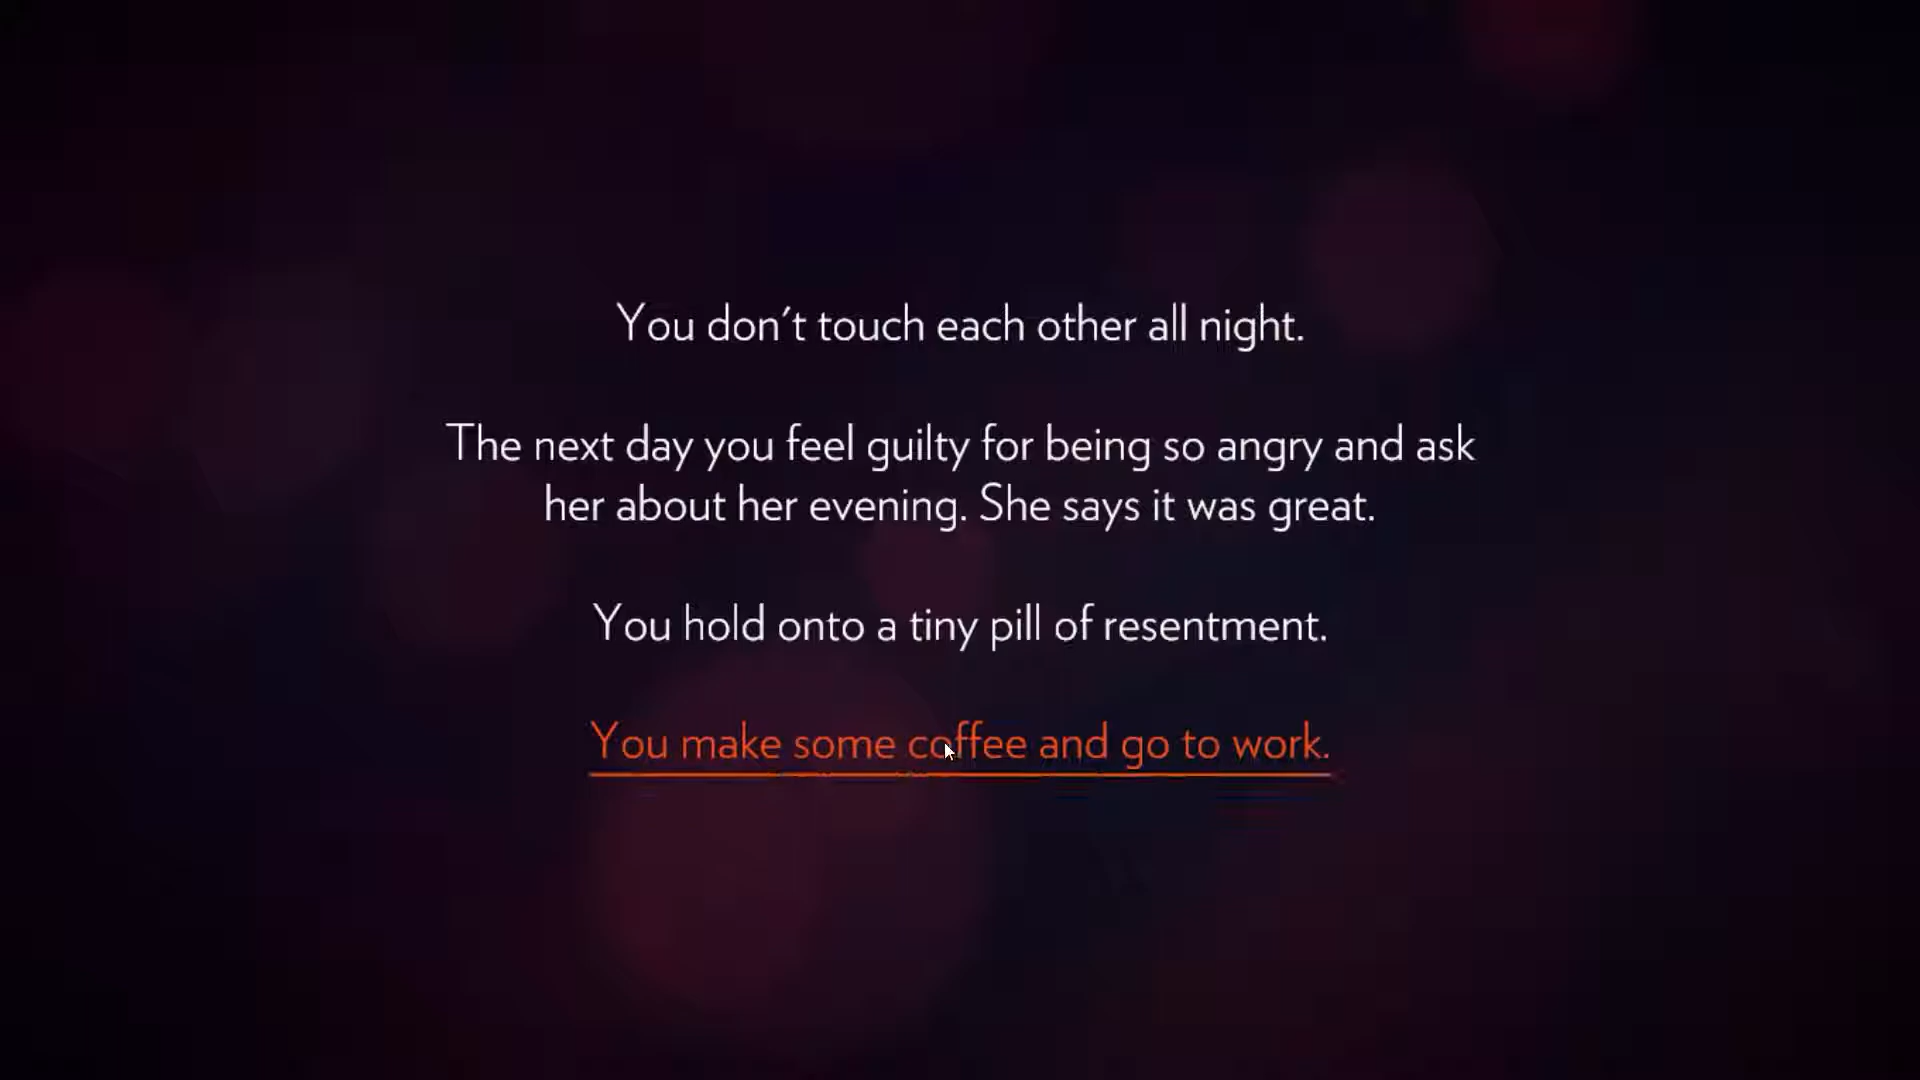 You don't touch each other all night.
The next day you feel guilty for being so angry and ask
her about her evening. She says it was great.
You hold onto a tiny pill of resentment.
You make some coffee and go to work.